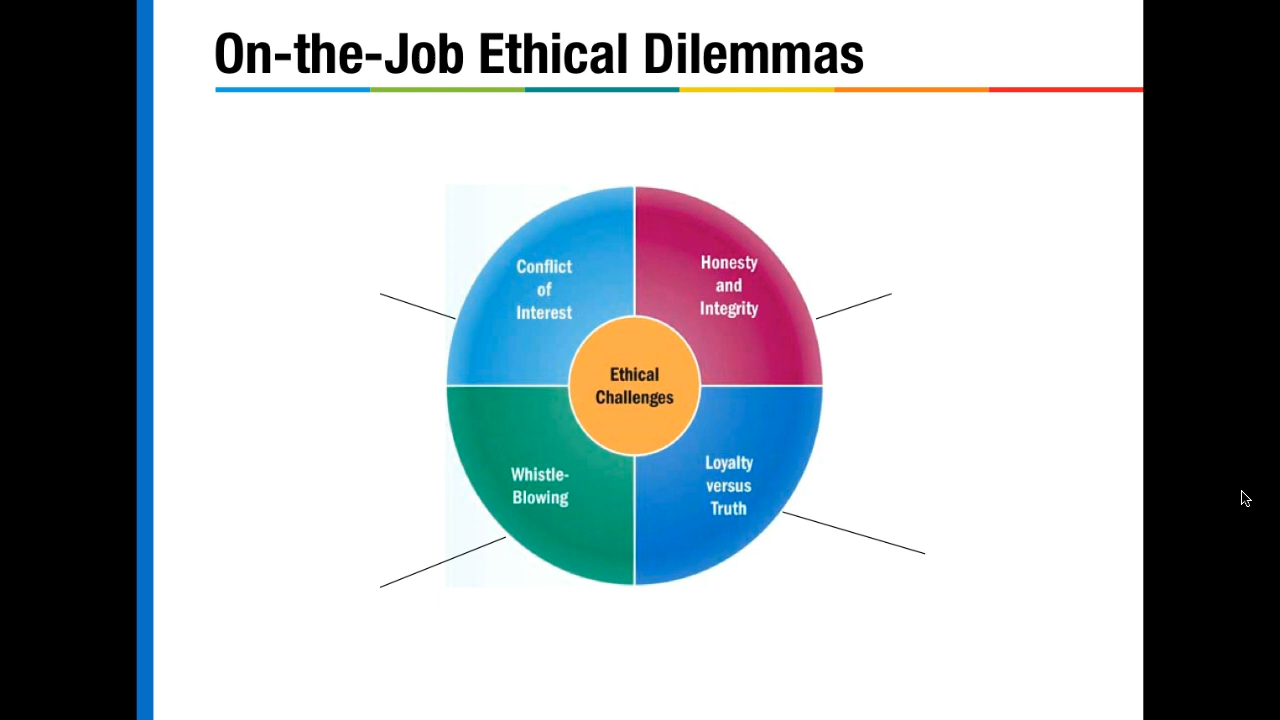 On-the-Job Ethical Dilemmas
Conflict
of
Interest
Honesty
and
Integrity
Ethical
Challenges
Whistle-
Blowing
Loyalty
versus
Truth